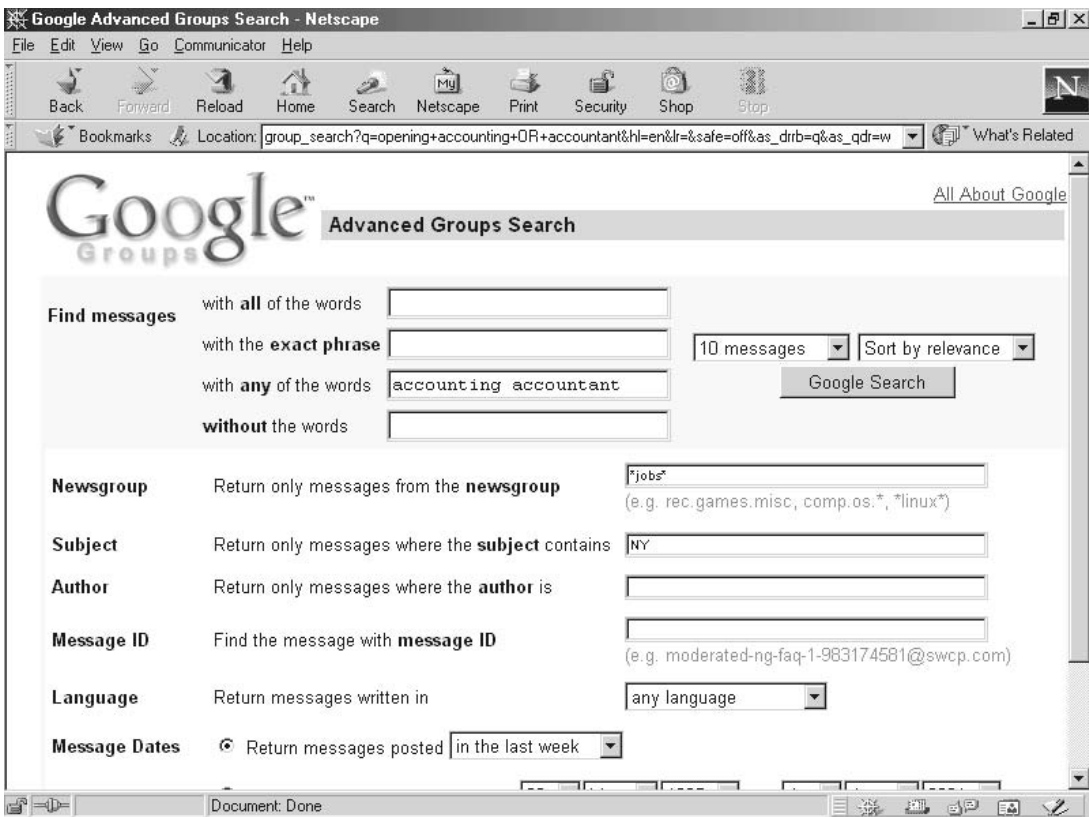 Google Advanced Groups Search - Netscape
File Edit View Go Communicator Help
Back Forward Reload Home Search Netscape Print Security Shop Stop
My
N
Bookmarks Location: group_search?q=opening+accounting+OR+accountant&hl=en&lr=&safe=off&as_drrb=q&as_qdr=w What's Related
All About Google
Google™
Groups
Advanced Groups Search
Find messages
with all of the words
with the exact phrase
10 messages Sort by relevance
with any of the words accounting accountant
Google Search
without the words
Newsgroup Return only messages from the newsgroup *jobs*
(e.g. rec.games.misc, comp.os.*, *linux*)
Subject Return only messages where the subject contains NY
Author Return only messages where the author is
Message ID Find the message with message ID
(e.g. moderated-ng-faq-1-983174581@swcp.com)
Language Return messages written in any language
Message Dates Return messages posted in the last week
Document: Done